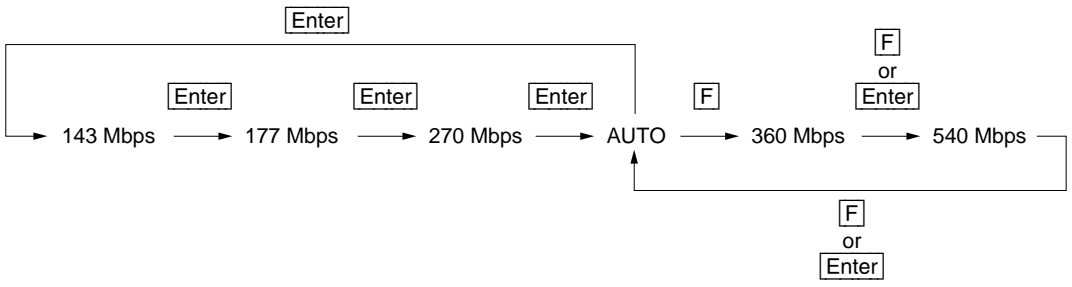 Enter
F
or
Enter
Enter
Enter
Enter
F
143 Mbps
177 Mbps
270 Mbps
AUTO
360 Mbps
540 Mbps
F
or
Enter